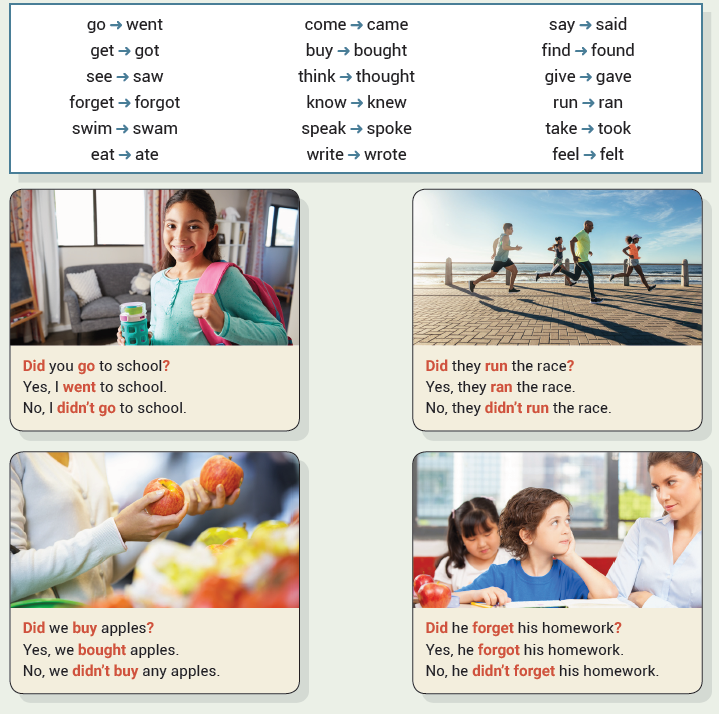 go → went
come → came
say → said
get → got
buy → bought
find → found
see → saw
think → thought
give → gave
forget → forgot
know → knew
run → ran
swim → swam
speak → spoke
take → took
eat → ate
write → wrote
feel → felt
Did you go to school?
Yes, I went to school.
No, I didn't go to school.
Did they run the race?
Yes, they ran the race.
No, they didn't run the race.
Did we buy apples?
Yes, we bought apples.
No, we didn't buy any apples.
Did he forget his homework?
Yes, he forgot his homework.
No, he didn't forget his homework.